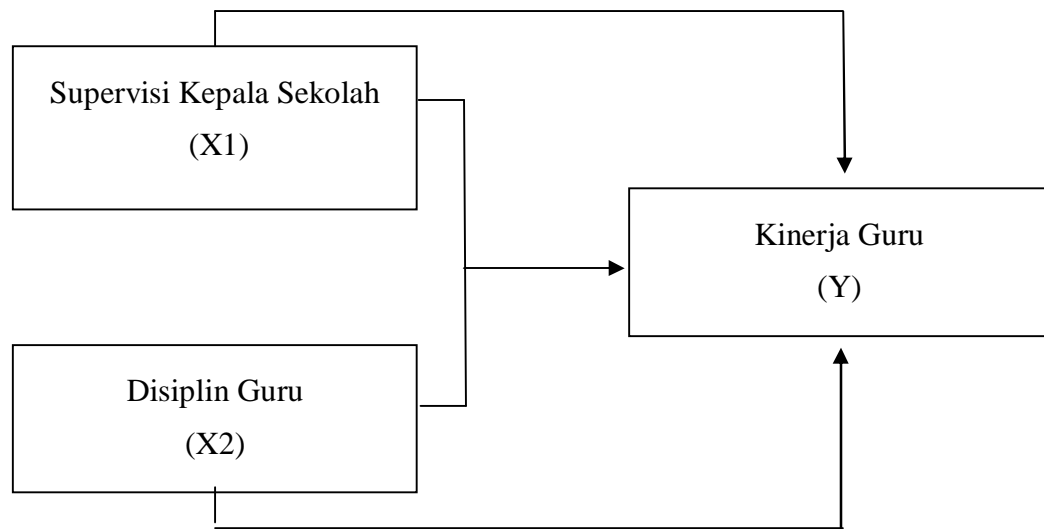 Supervisi Kepala Sekolah
(X1)
Kinerja Guru
(Y)
Disiplin Guru
(X2)